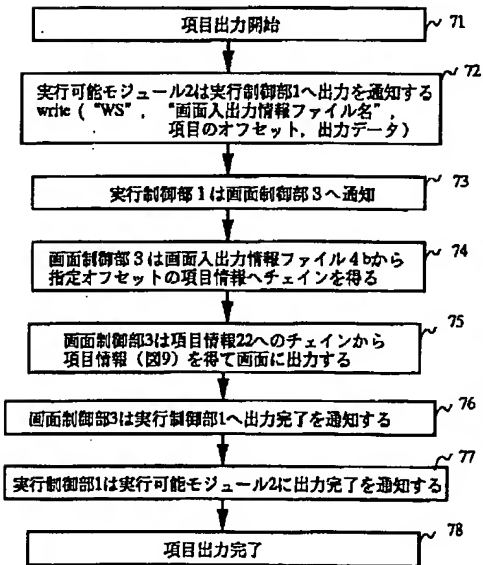 項目出力開始
71
72
実行可能モジュール2は実行制御部1へ出力を通知する
write ( "WS" , "画面入出力情報ファイル名" ,
項目のオフセット, 出力データ)
73
実行制御部1は画面制御部3へ通知
74
画面制御部3は画面入出力情報ファイル4bから
指定オフセットの項目情報へチェインを得る
75
画面制御部3は項目情報22へのチェインから
項目情報 (図9) を得て画面に出力する
76
画面制御部3は実行制御部1へ出力完了を通知する
77
実行制御部1は実行可能モジュール2に出力完了を通知する
78
項目出力完了